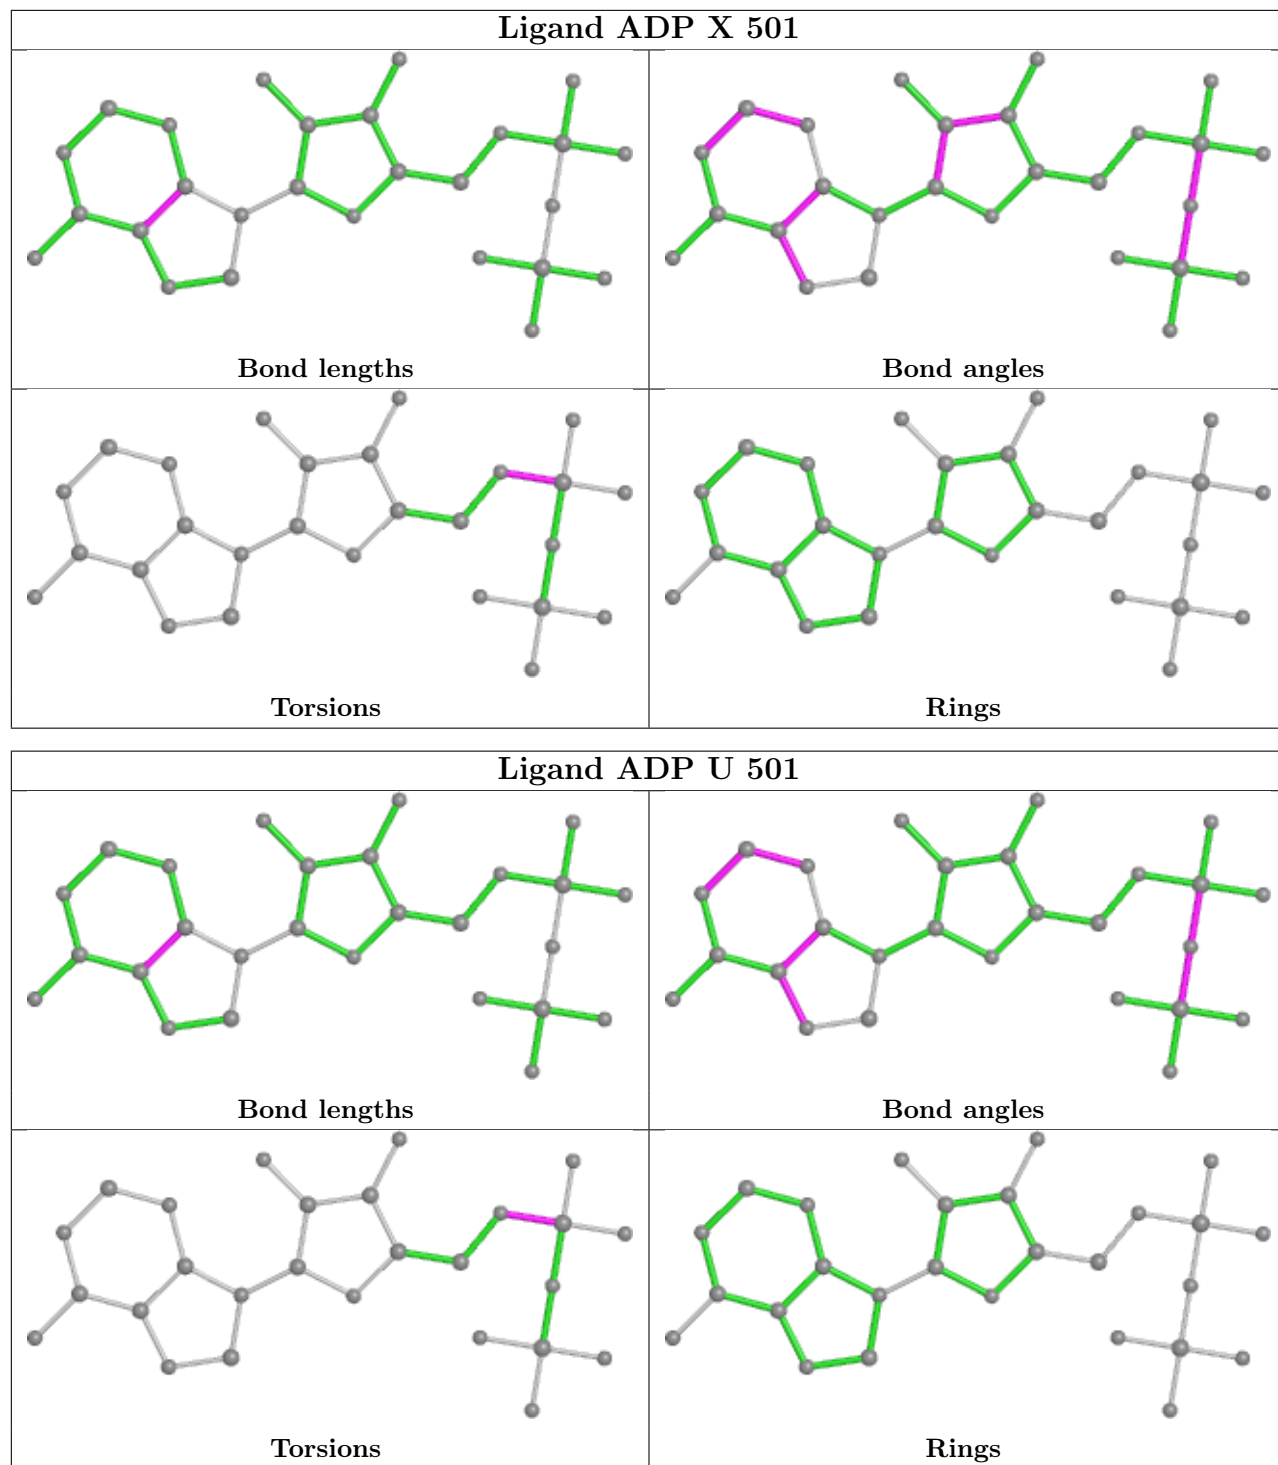 Ligand ADP X 501
Bond lengths
Bond angles
Torsions
Rings
Ligand ADP U 501
Bond lengths
Bond angles
Torsions
Rings